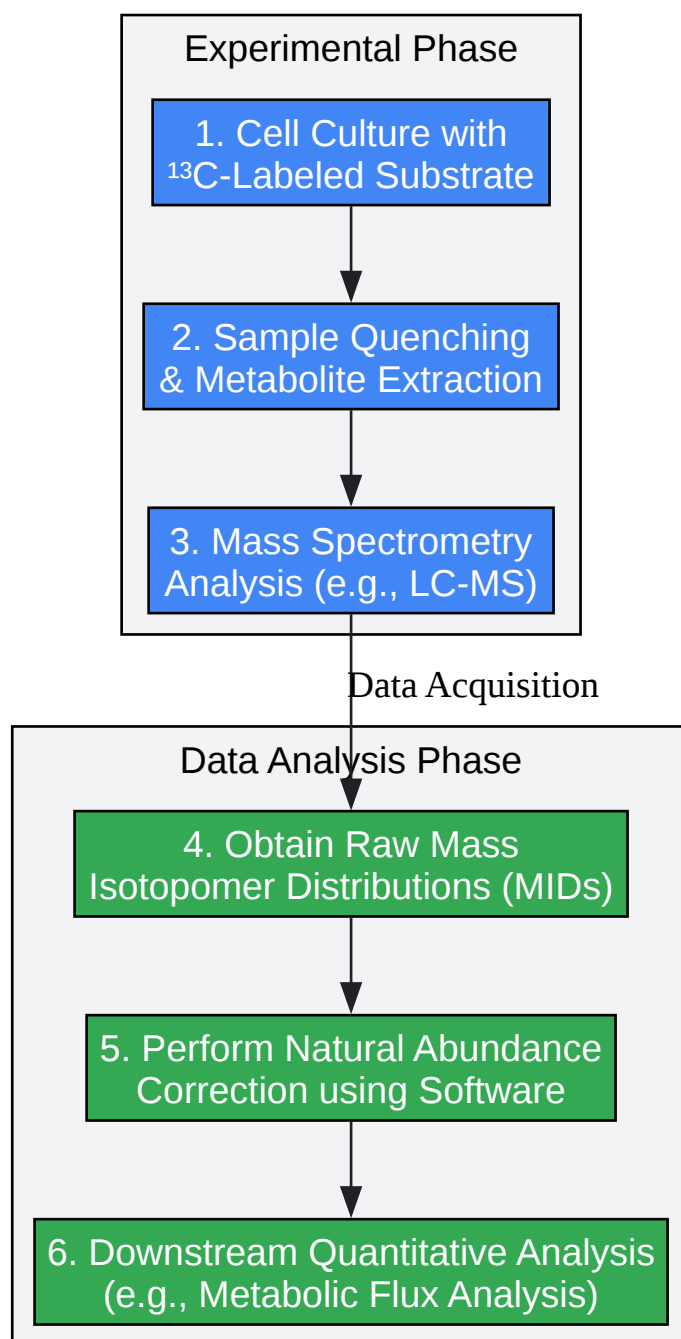 Experimental Phase
1. Cell Culture with
¹³C-Labeled Substrate
2. Sample Quenching
& Metabolite Extraction
3. Mass Spectrometry
Analysis (e.g., LC-MS)
Data Acquisition
Data Analysis Phase
4. Obtain Raw Mass
Isotopomer Distributions (MIDs)
5. Perform Natural Abundance
Correction using Software
6. Downstream Quantitative Analysis
(e.g., Metabolic Flux Analysis)